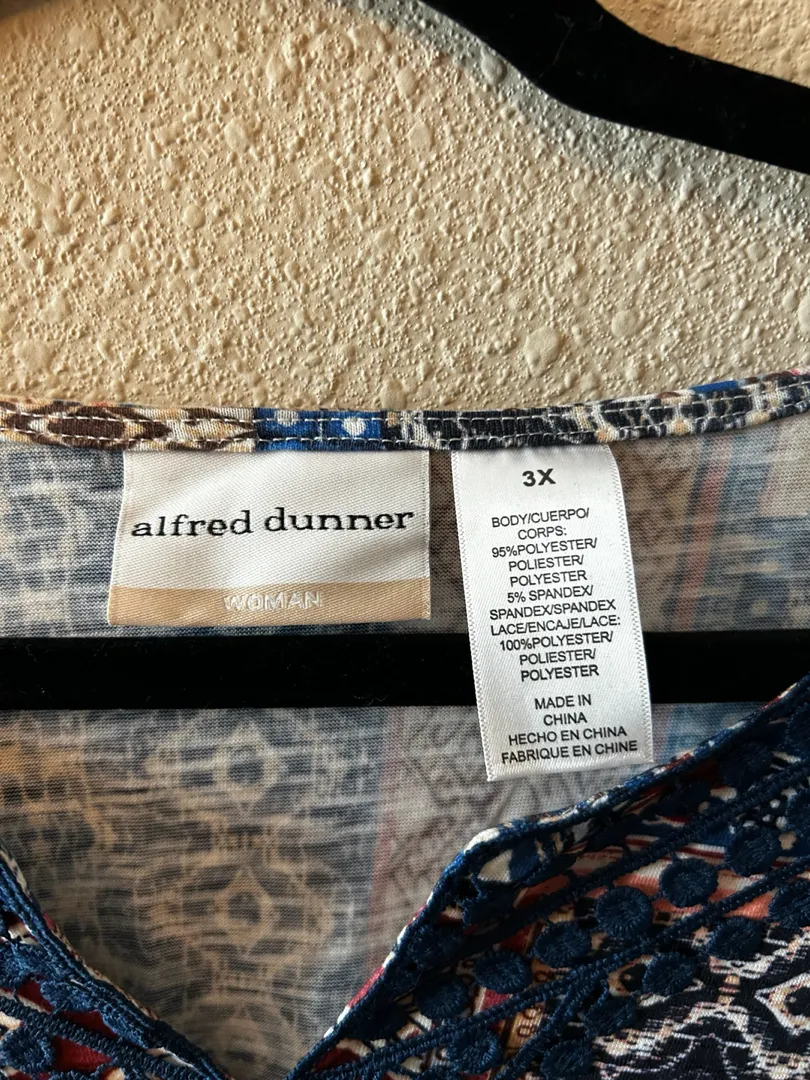 alfred dunner
WOMAN
3X
BODY/CUERPO/
CORPS:
95%POLYESTER/
POLIESTER/
POLYESTER
5% SPANDEX/
SPANDEX/SPANDEX
LACE/ENCAJE/LACE:
100%POLYESTER/
POLIESTER/
POLYESTER
MADE IN
CHINA
HECHO EN CHINA
FABRIQUE EN CHINE